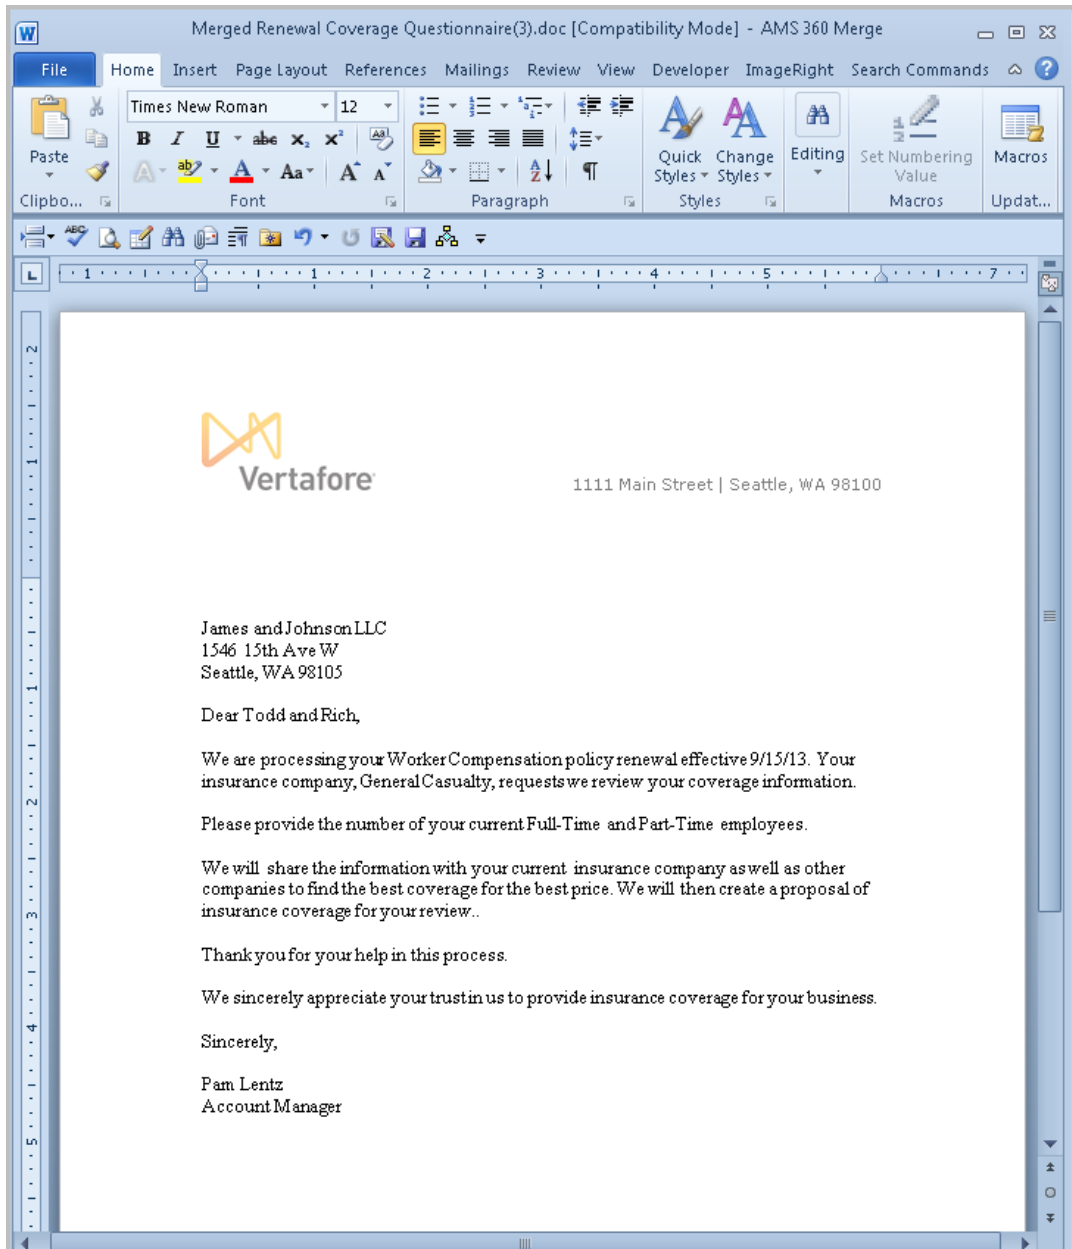 Merged Renewal Coverage Questionnaire(3).doc [Compatibility Mode] - AMS 360 Merge
File Home Insert Page Layout References Mailings Review View Developer ImageRight Search Commands
Times New Roman 12
Paste
Quick Styles
Change Styles
Editing
Set Numbering Value
Macros
Clipbo... Font Paragraph Styles Macros Updat...
1 1 2 3 4 5 7
Vertafore
1111 Main Street | Seattle, WA 98100
James and Johnson LLC
1546 15th Ave W
Seattle, WA 98105
Dear Todd and Rich,
We are processing your Worker Compensation policy renewal effective 9/15/13. Your
insurance company, General Casualty, requests we review your coverage information.
Please provide the number of your current Full-Time and Part-Time employees.
We will share the information with your current insurance company as well as other
companies to find the best coverage for the best price. We will then create a proposal of
insurance coverage for your review..
Thank you for your help in this process.
We sincerely appreciate your trust in us to provide insurance coverage for your business.
Sincerely,
Pam Lentz
Account Manager